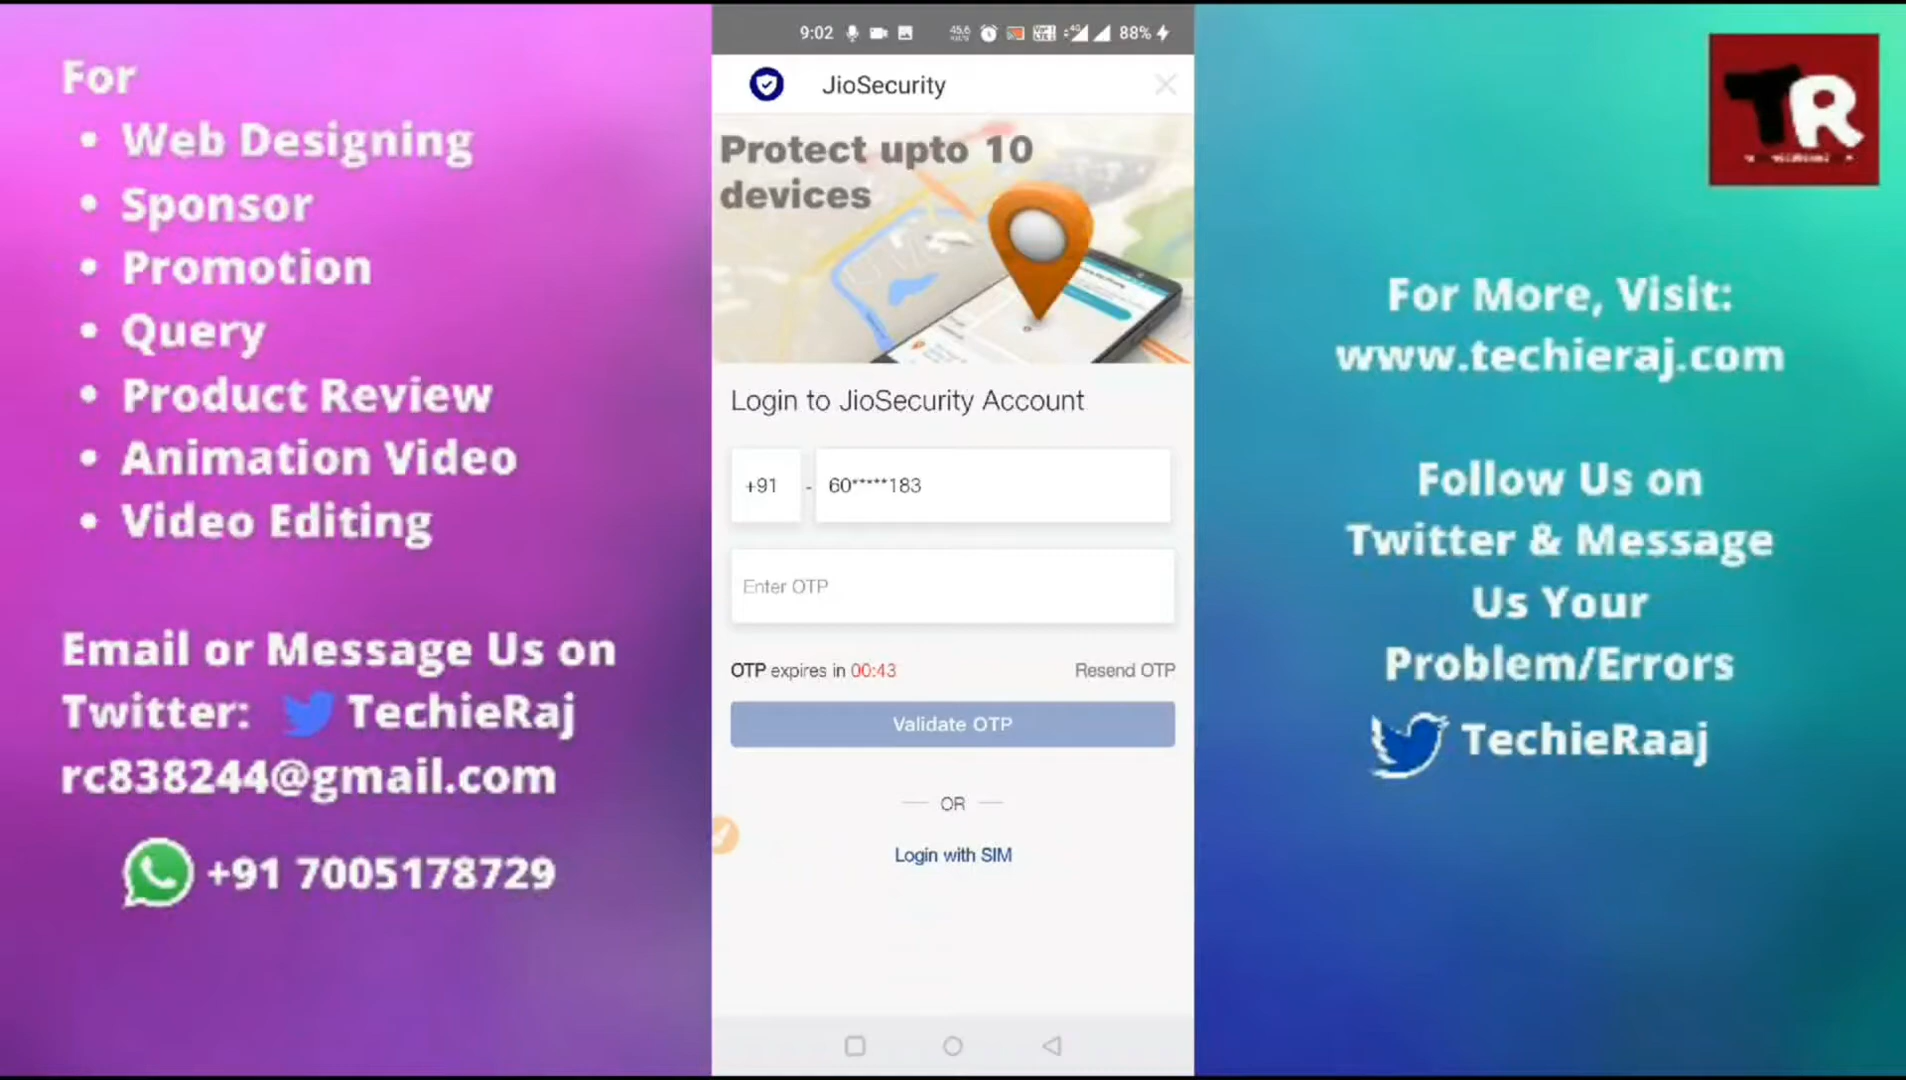 For
• Web Designing
• Sponsor
• Promotion
• Query
• Product Review
• Animation Video
• Video Editing
Email or Message Us on
Twitter: TechieRaj
rc838244@gmail.com
+91 7005178729
9:02
88%
JioSecurity
Protect upto 10
devices
Login to JioSecurity Account
+91 - 60*****183
Enter OTP
OTP expires in 00:43 Resend OTP
Validate OTP
OR
Login with SIM
TR
For More, Visit:
www.techieraj.com
Follow Us on
Twitter & Message
Us Your
Problem/Errors
TechieRaaj